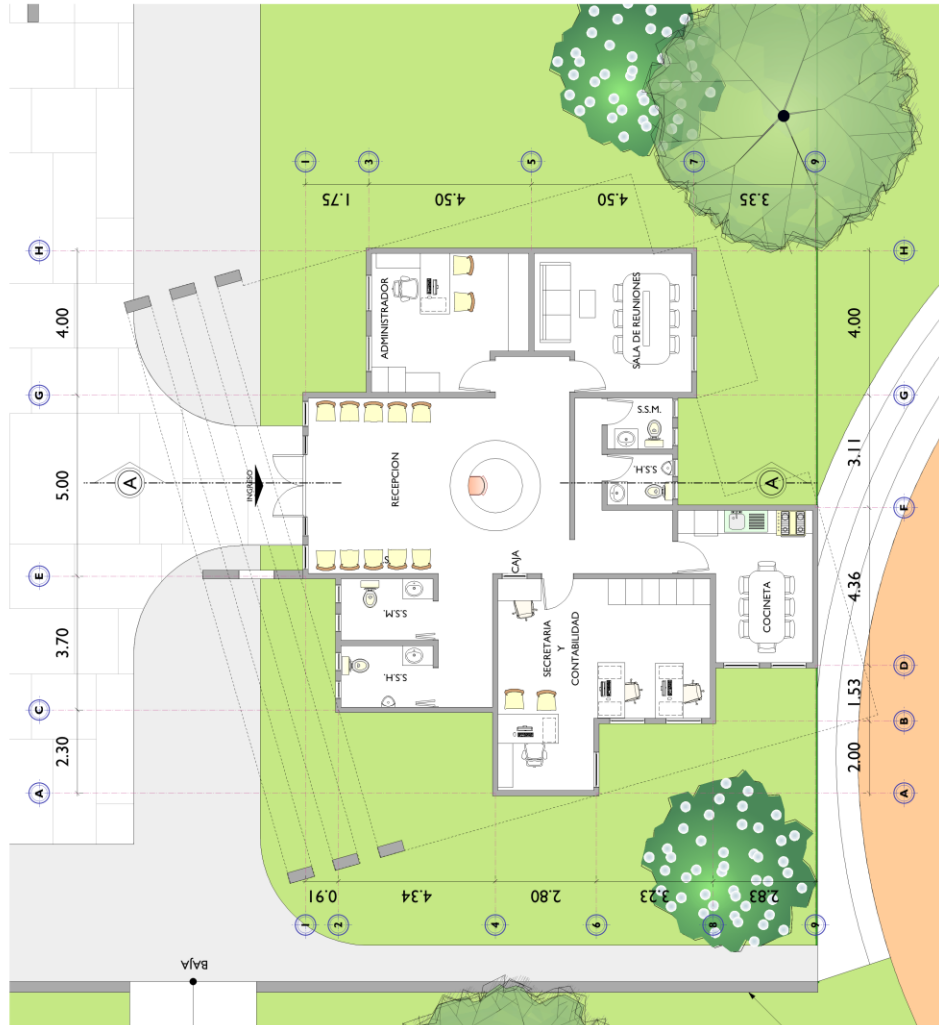 1
3
5
7
9
1.75
4.50
4.50
3.35
H
4.00
G
5.00
E
3.70
C
2.30
A
H
4.00
G
3.11
F
4.36
D
1.53
B
2.00
A
A
INGRESO
ADMINISTRADOR
SALA DE REUNIONES
RECEPCION
S.S.M.
S.S.H.
A
S
CAJA
S.S.M.
S.S.H.
SECRETARIA
Y
CONTABILIDAD
COCINETA
0.91
4.34
2.80
3.23
2.83
1
2
4
6
8
9
BAJA